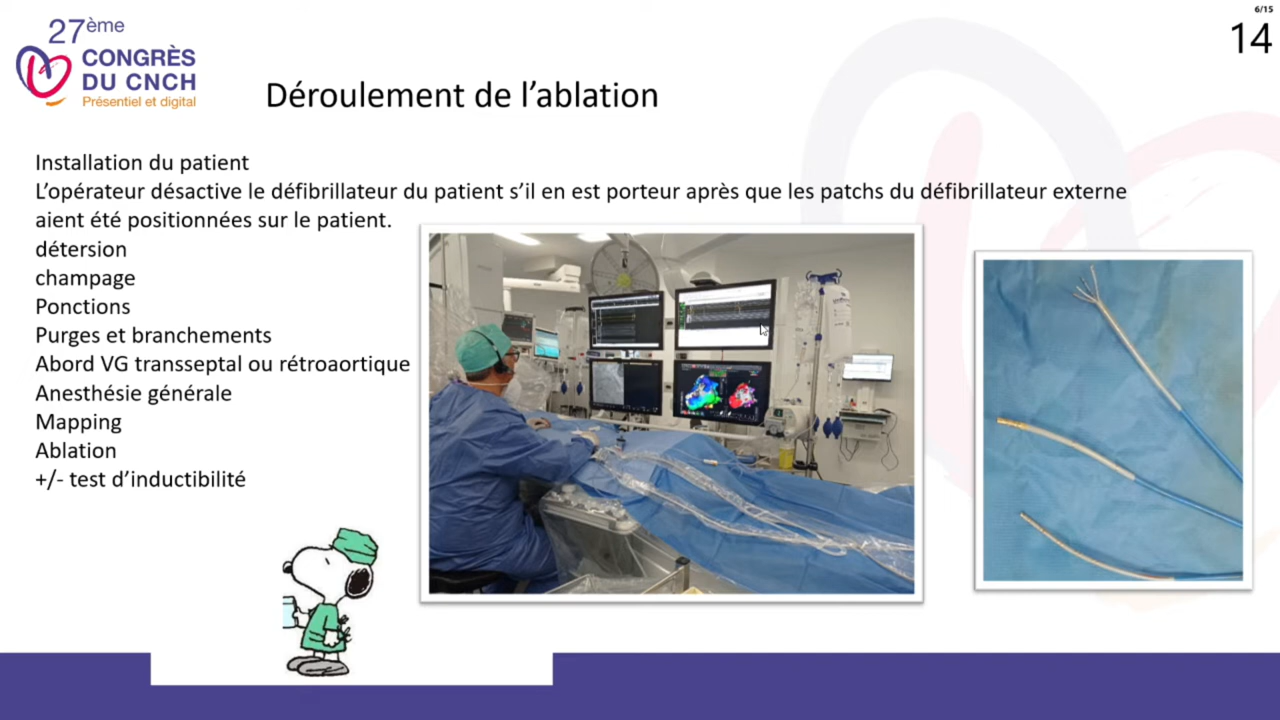 6/15
14
27ème
CONGRÈS
DU CNCH
Présentiel et digital
Déroulement de l’ablation
Installation du patient
L’opérateur désactive le défibrillateur du patient s’il en est porteur après que les patchs du défibrillateur externe
aient été positionnées sur le patient.
détersion
champage
Ponctions
Purges et branchements
Abord VG transseptal ou rétroaortique
Anesthésie générale
Mapping
Ablation
+/- test d’inductibilité